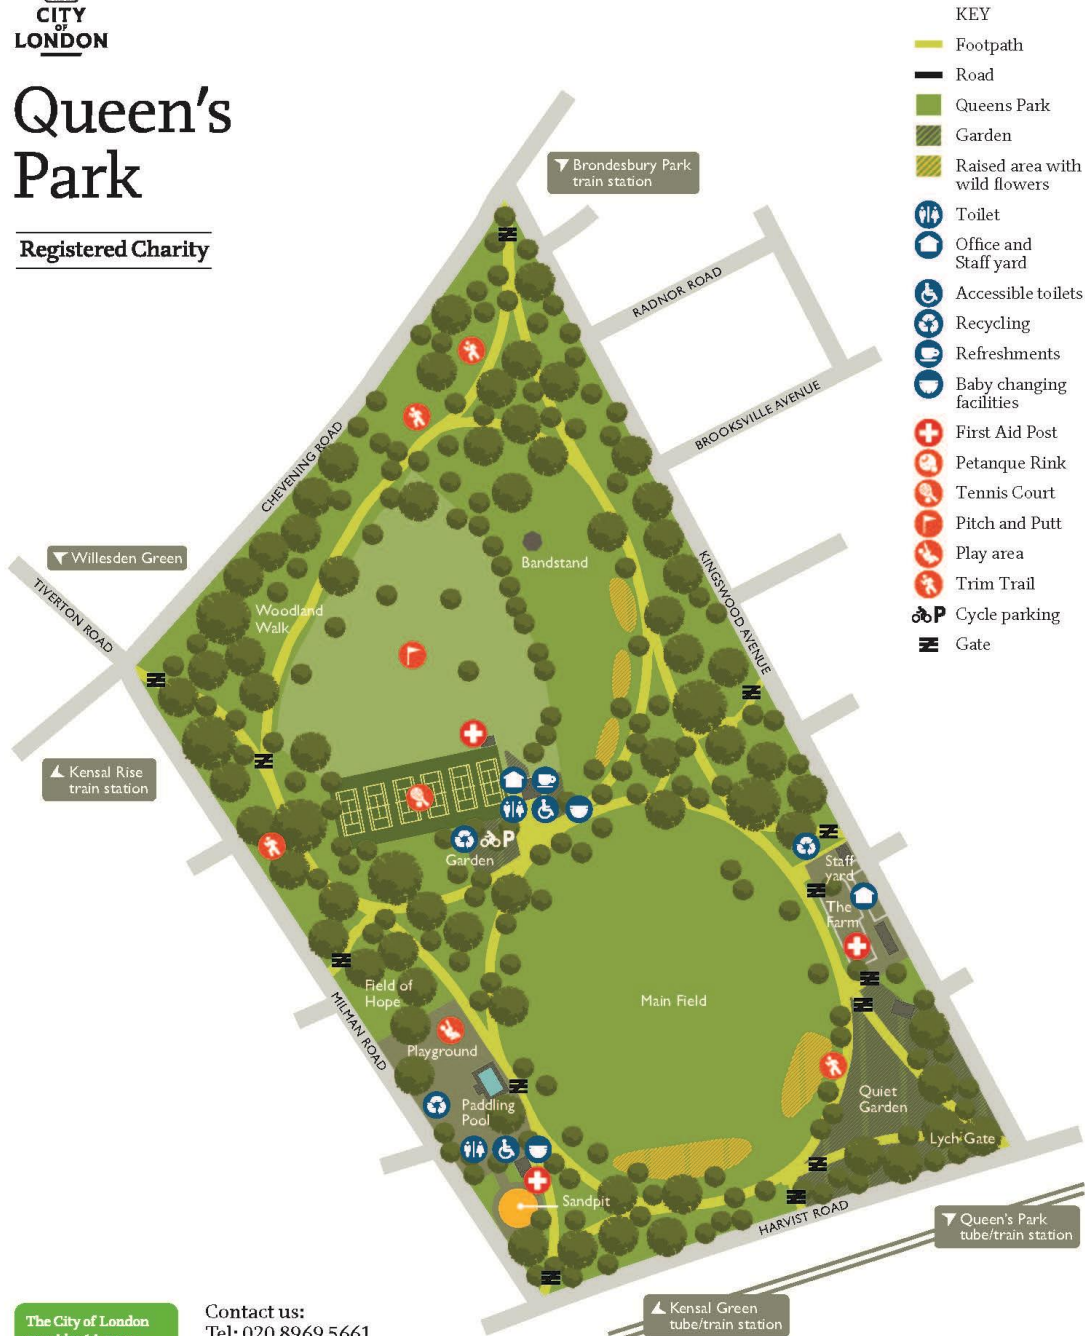 CITY
OF
LONDON
Queen's
Park
Registered Charity
KEY
Footpath
Road
Queens Park
Garden
Raised area with
wild flowers
Toilet
Office and
Staff yard
Accessible toilets
Recycling
Refreshments
Baby changing
facilities
First Aid Post
Petanque Rink
Tennis Court
Pitch and Putt
Play area
Trim Trail
P Cycle parking
Gate
Brondesbury Park
train station
RADNOR ROAD
BROOKSVILLE AVENUE
CHEVENING ROAD
KINGSWOOD AVENUE
Willesden Green
TIVERTON ROAD
Bandstand
Woodland
Walk
Kensal Rise
train station
P
Garden
Staff
yard
The
Farm
Field of
Hope
Main Field
MILMAN ROAD
Playground
Paddling
Pool
Quiet
Garden
Lych Gate
Sandpit
HARVIST ROAD
Queen's Park
tube/train station
Kensal Green
tube/train station
The City of London
Contact us:
Tel: 020 8969 5661